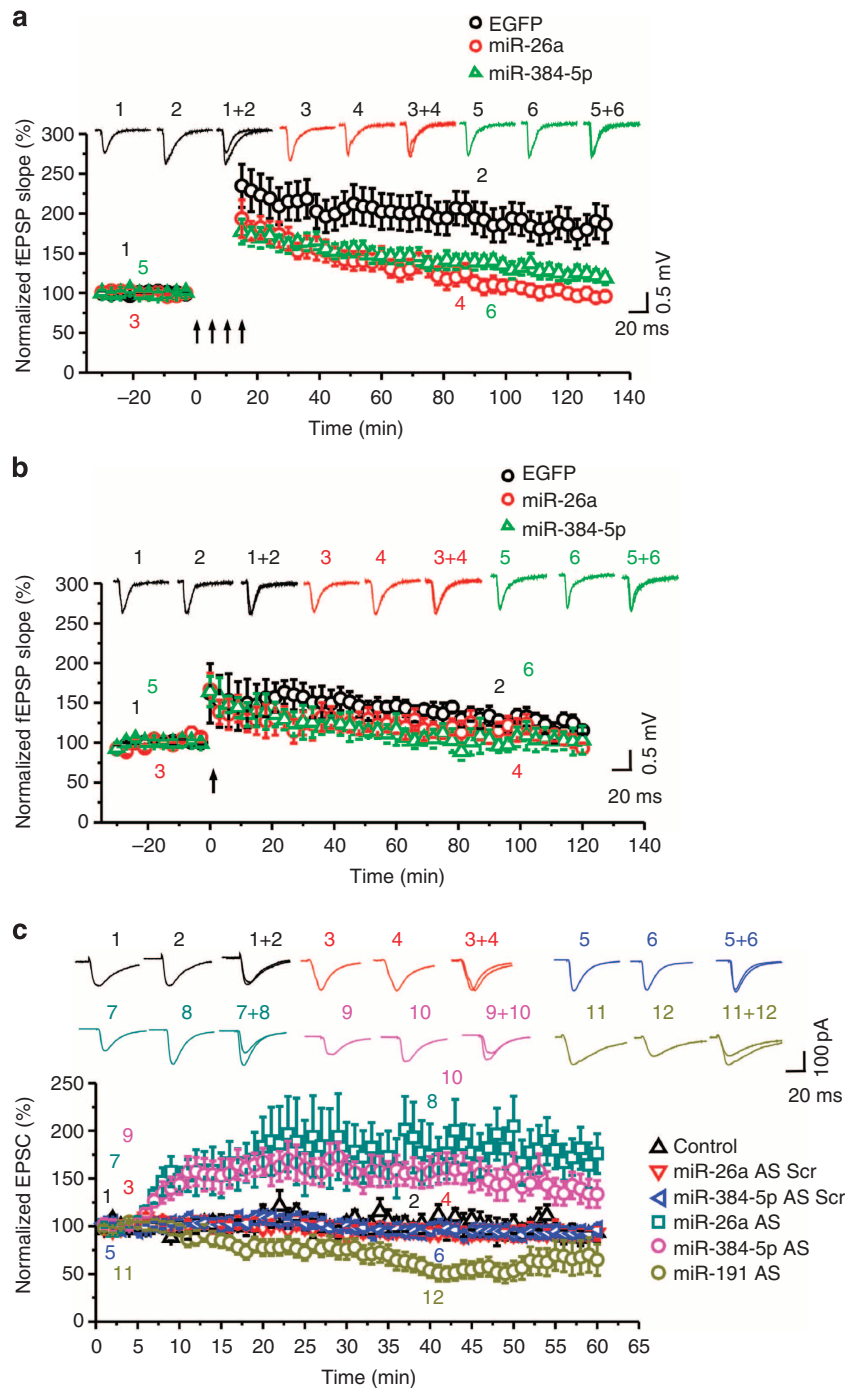 a
EGFP
miR-26a
miR-384-5p
1 2 1+2 3 4 3+4 5 6 5+6
Normalized fEPSP slope (%)
300
250
200
150
100
50
0
2
1
5
3
4
6
0.5 mV
20 ms
–20 0 20 40 60 80 100 120 140
Time (min)
b
EGFP
miR-26a
miR-384-5p
1 2 1+2 3 4 3+4 5 6 5+6
Normalized fEPSP slope (%)
300
250
200
150
100
50
0
5
1
3
6
2
4
0.5 mV
20 ms
–20 0 20 40 60 80 100 120 140
Time (min)
c
1 2 1+2 3 4 3+4 5 6 5+6
7 8 7+8 9 10 9+10 11 12 11+12
100 pA
20 ms
Normalized EPSC (%)
250
200
150
100
50
0
10
8
9
7
3
1
2
4
5
6
11
12
Control
miR-26a AS Scr
miR-384-5p AS Scr
miR-26a AS
miR-384-5p AS
miR-191 AS
0 5 10 15 20 25 30 35 40 45 50 55 60 65
Time (min)